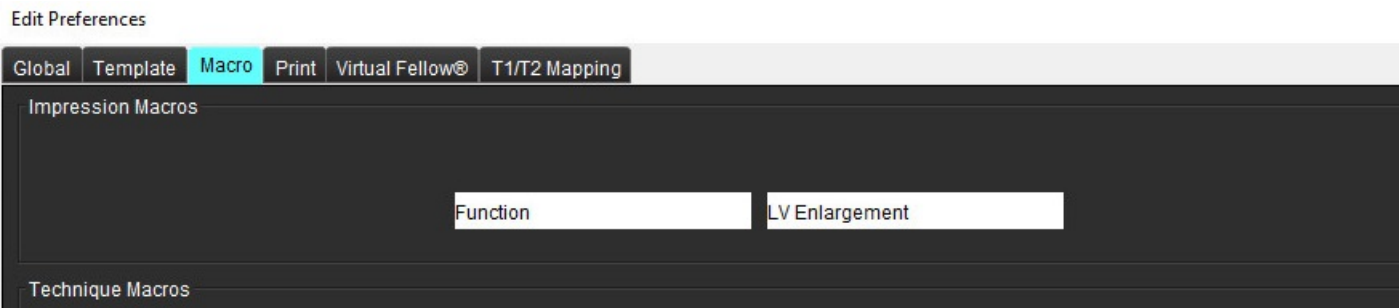 Edit Preferences
Global Template Macro Print Virtual Fellow® T1/T2 Mapping
Impression Macros
Function LV Enlargement
Technique Macros